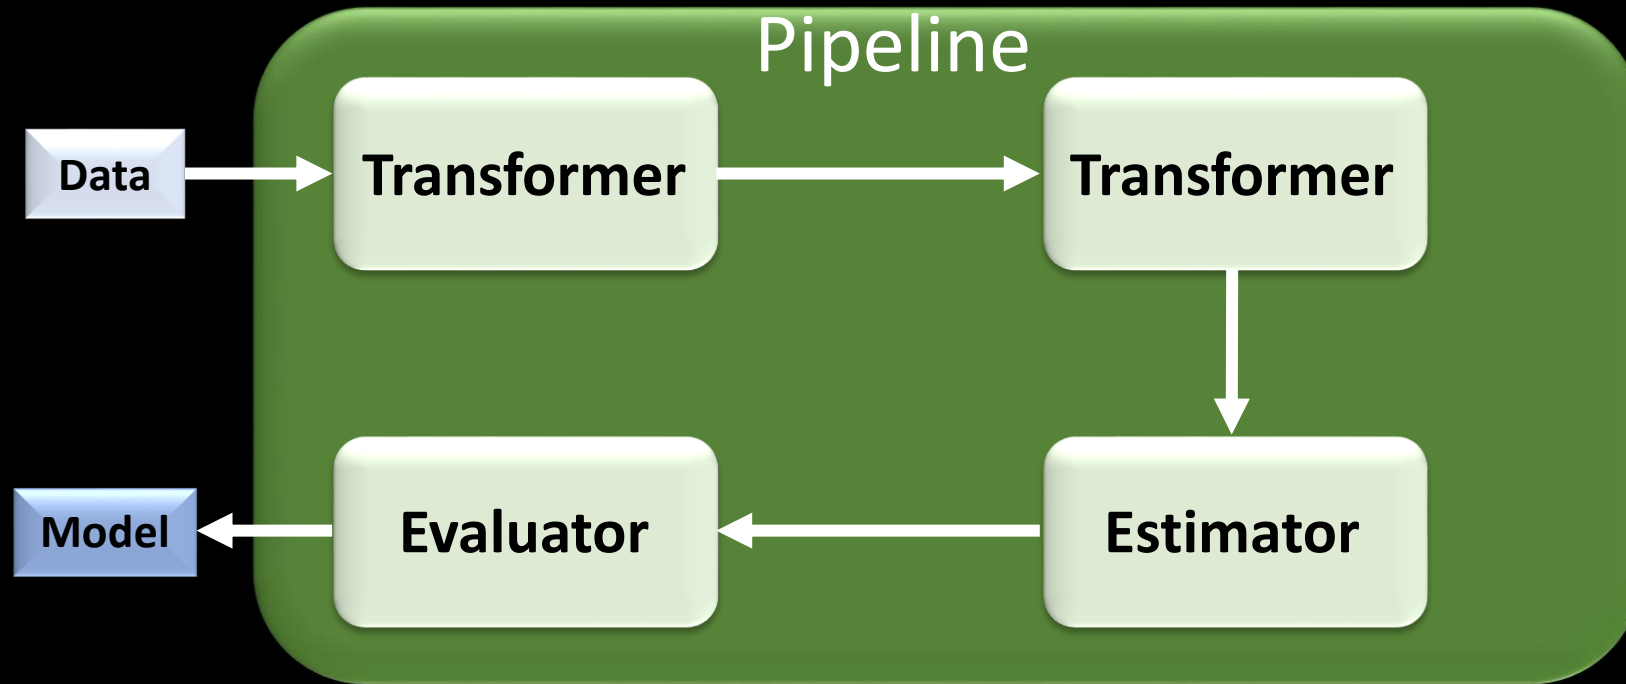 Pipeline
Data
Transformer
Transformer
Model
Evaluator
Estimator